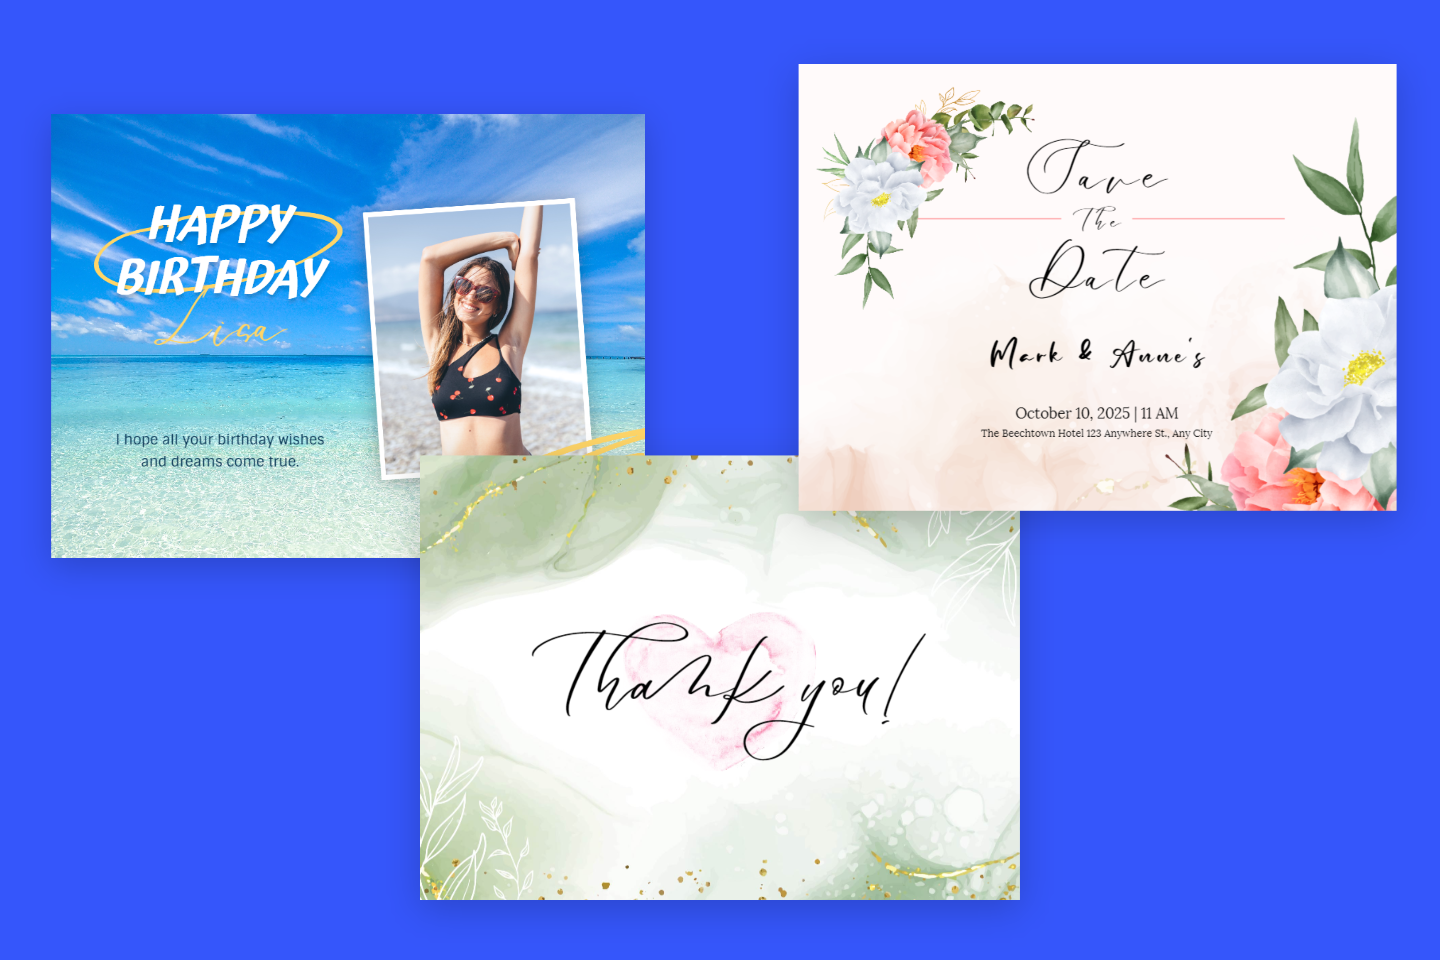 HAPPY
BIRTHDAY
Lisa
I hope all your birthday wishes
and dreams come true.
Save
The
Date
Mark & Anne's
October 10, 2025 | 11 AM
The Beechtown Hotel 123 Anywhere St., Any City
Thank you!